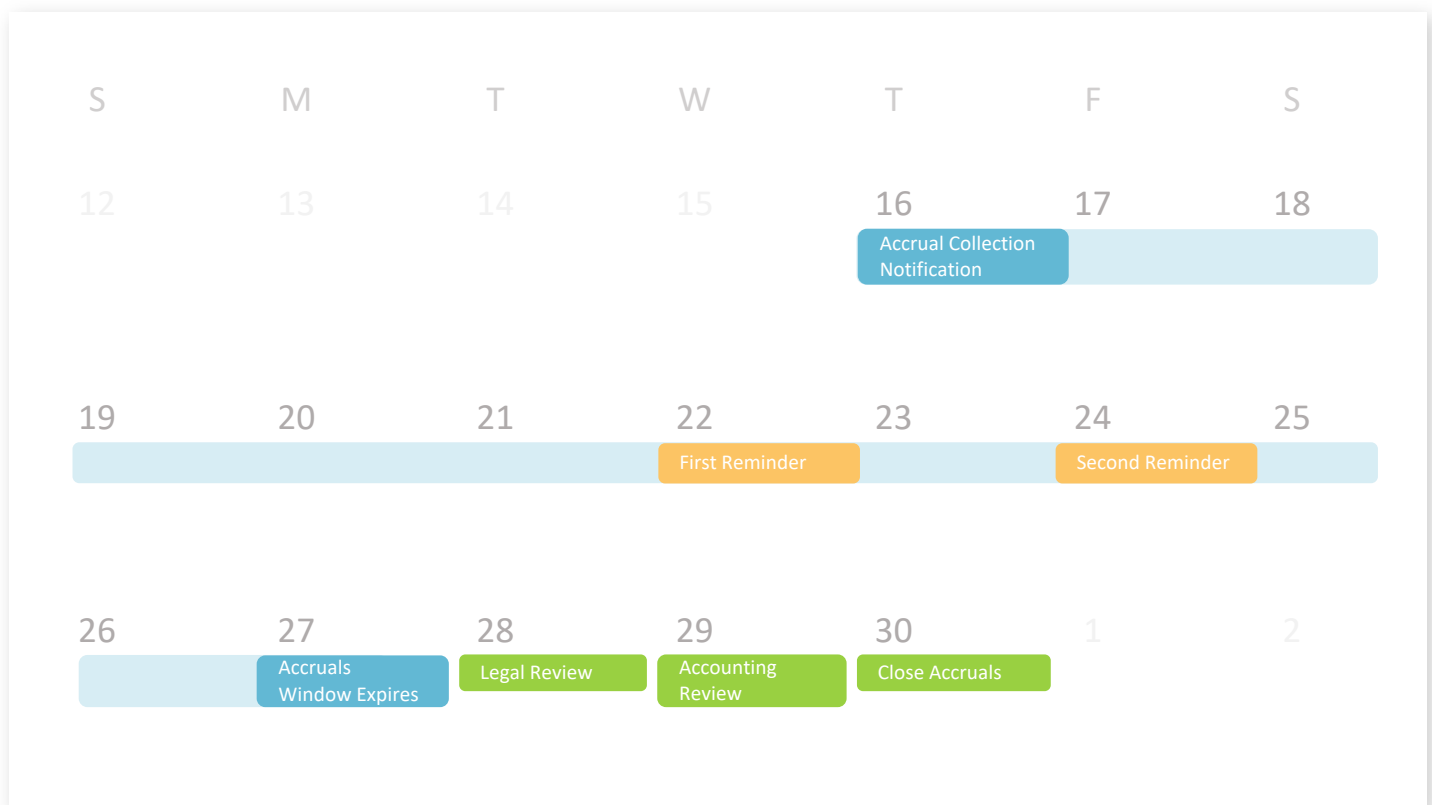 S M T W T F S
12 13 14 15 16 17 18
Accrual Collection
Notification
19 20 21 22 23 24 25
First Reminder Second Reminder
26 27 28 29 30 1 2
Accruals Legal Review Accounting Close Accruals
Window Expires Review